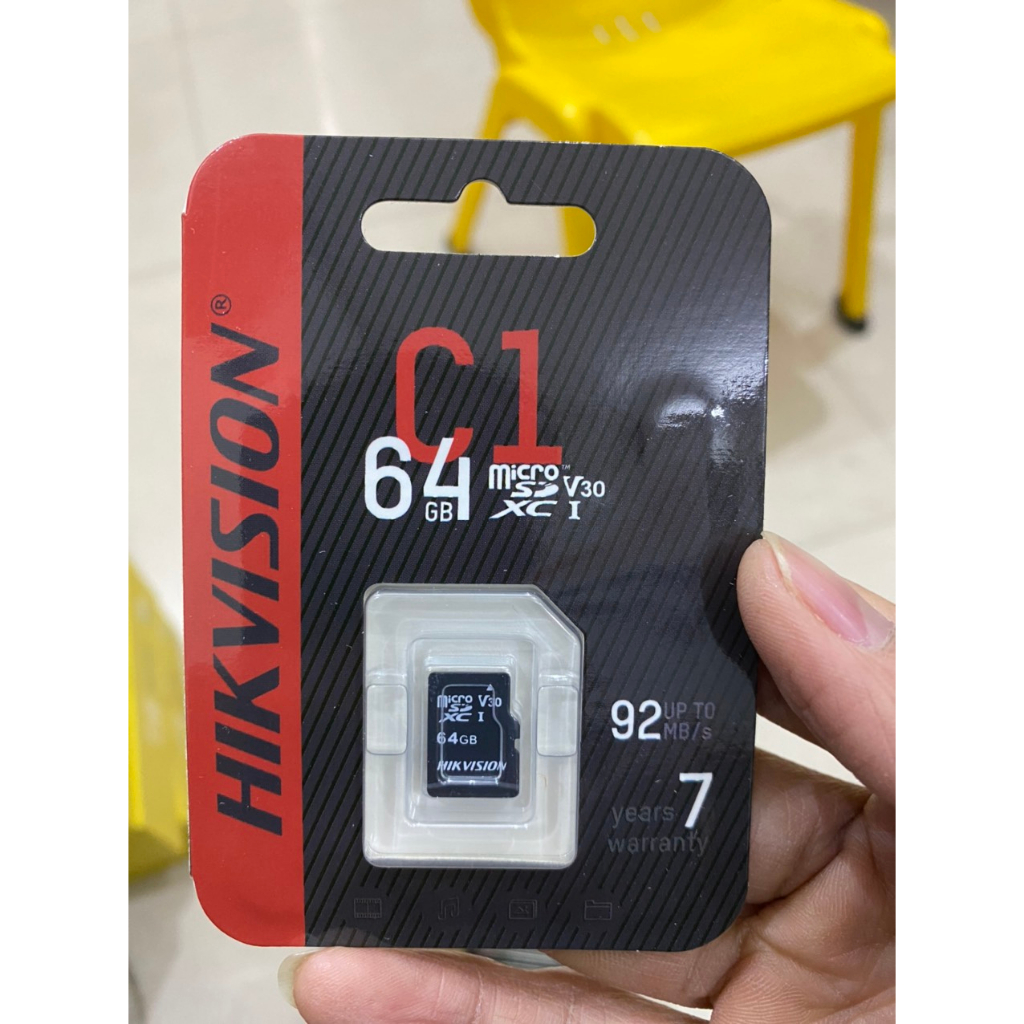 HIKVISION®
C1
64 GB
micro SD XC I V30
micro SD XC I V30
64GB
HIKVISION
92 UP TO MB/s
7 years warranty